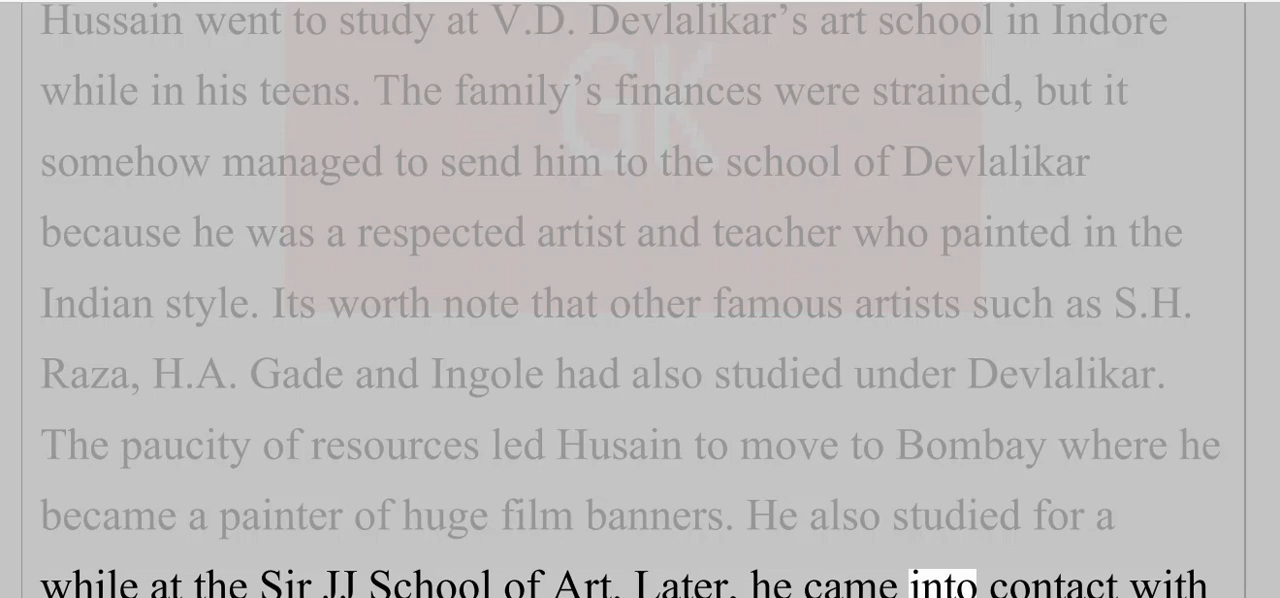 Hussain went to study at V.D. Devlalikar’s art school in Indore
while in his teens. The family’s finances were strained, but it
somehow managed to send him to the school of Devlalikar
because he was a respected artist and teacher who painted in the
Indian style. Its worth note that other famous artists such as S.H.
Raza, H.A. Gade and Ingole had also studied under Devlalikar.
The paucity of resources led Husain to move to Bombay where he
became a painter of huge film banners. He also studied for a
while at the Sir JJ School of Art. Later, he came into contact with
GK